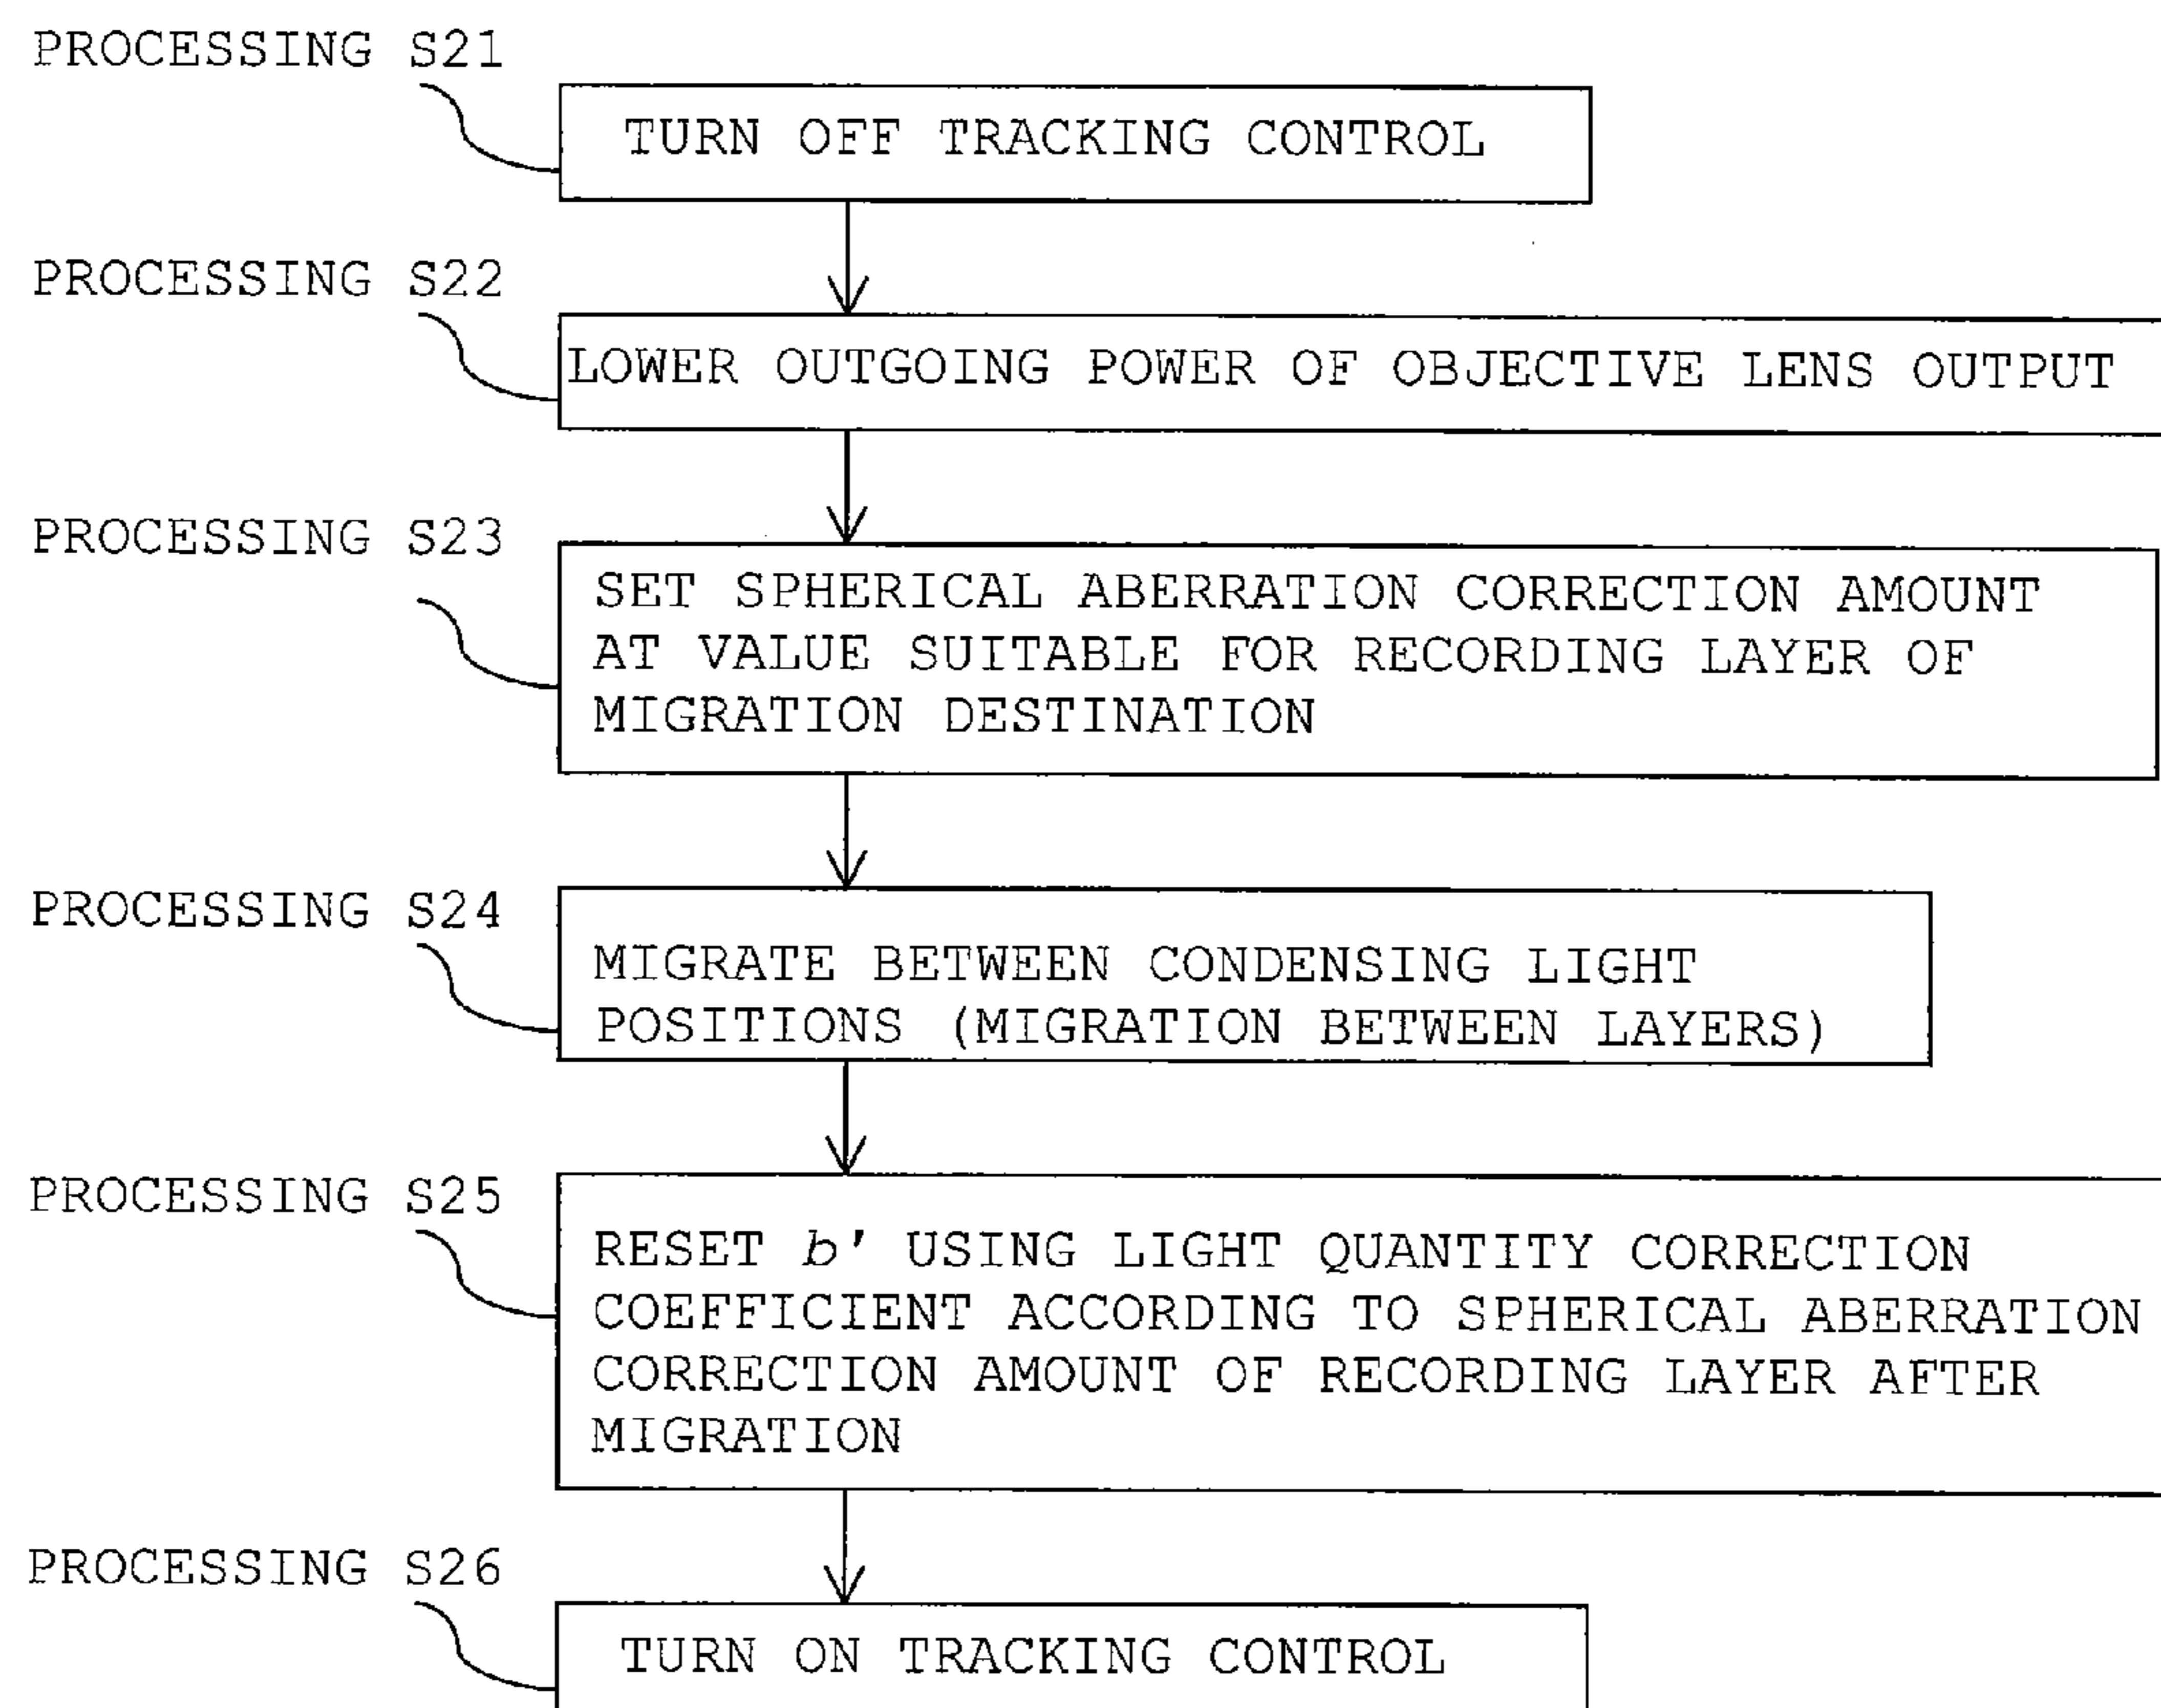 PROCESSING S21
TURN OFF TRACKING CONTROL
PROCESSING S22
LOWER OUTGOING POWER OF OBJECTIVE LENS OUTPUT
PROCESSING S23
SET SPHERICAL ABERRATION CORRECTION AMOUNT
AT VALUE SUITABLE FOR RECORDING LAYER OF
MIGRATION DESTINATION
PROCESSING S24
MIGRATE BETWEEN CONDENSING LIGHT
POSITIONS (MIGRATION BETWEEN LAYERS)
PROCESSING S25
RESET b' USING LIGHT QUANTITY CORRECTION
COEFFICIENT ACCORDING TO SPHERICAL ABERRATION
CORRECTION AMOUNT OF RECORDING LAYER AFTER
MIGRATION
PROCESSING S26
TURN ON TRACKING CONTROL